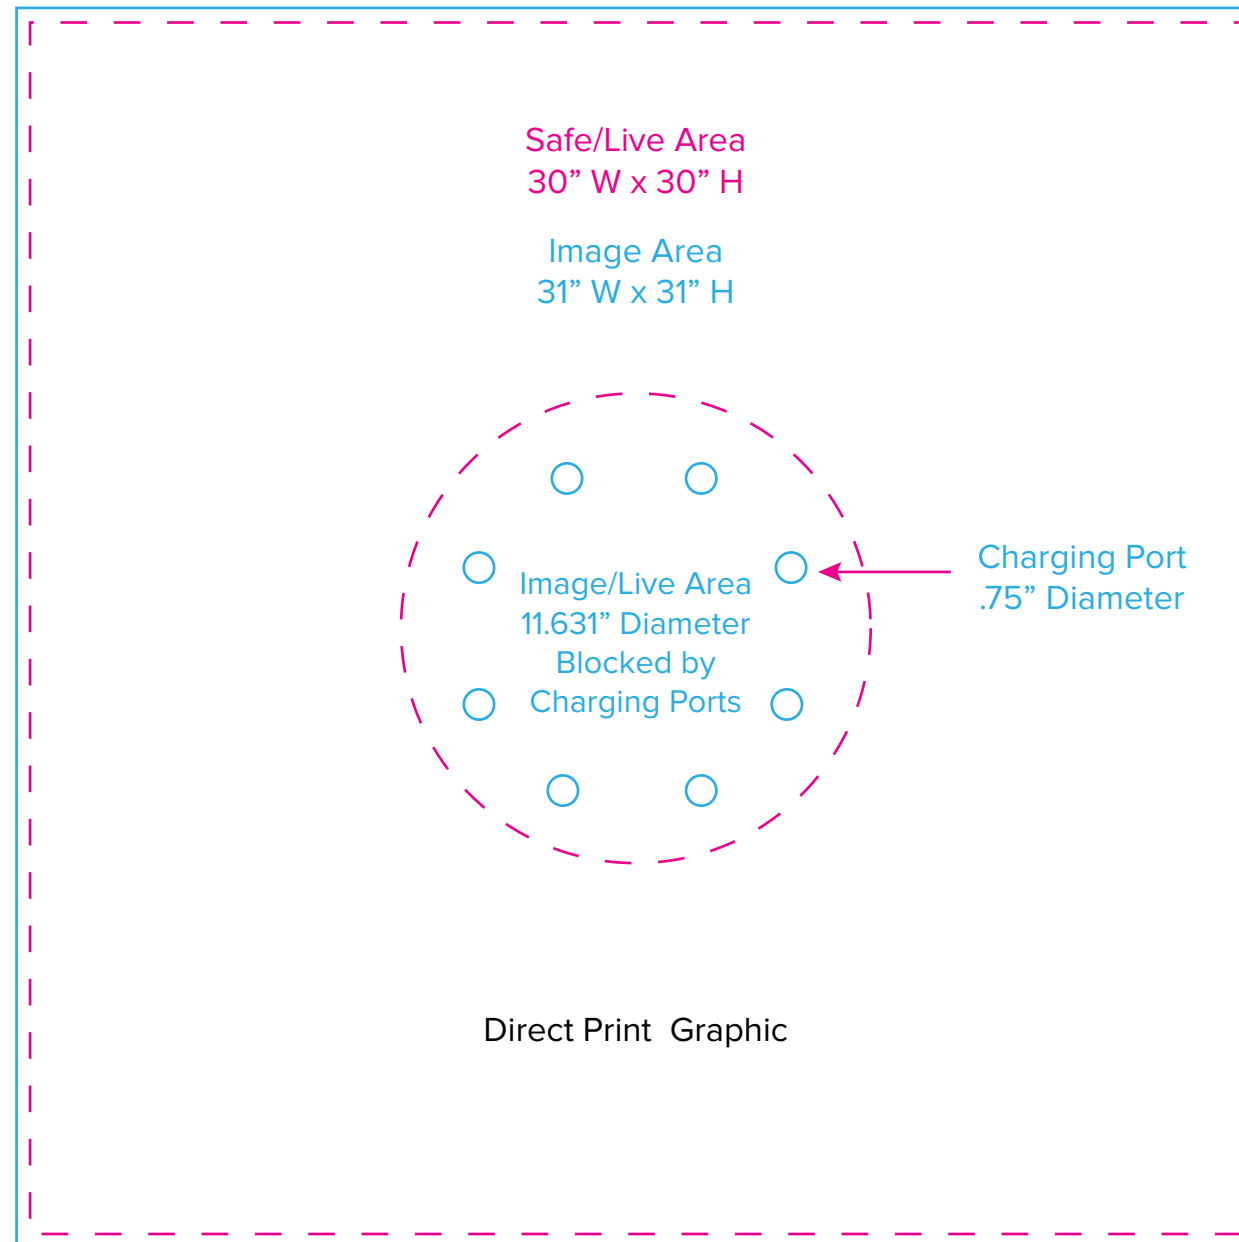 Safe/Live Area
30” W x 30” H
Image Area
31” W x 31” H
Charging Port
.75” Diameter
Image/Live Area
11.631” Diameter
Blocked by
Charging Ports
Direct Print  Graphic